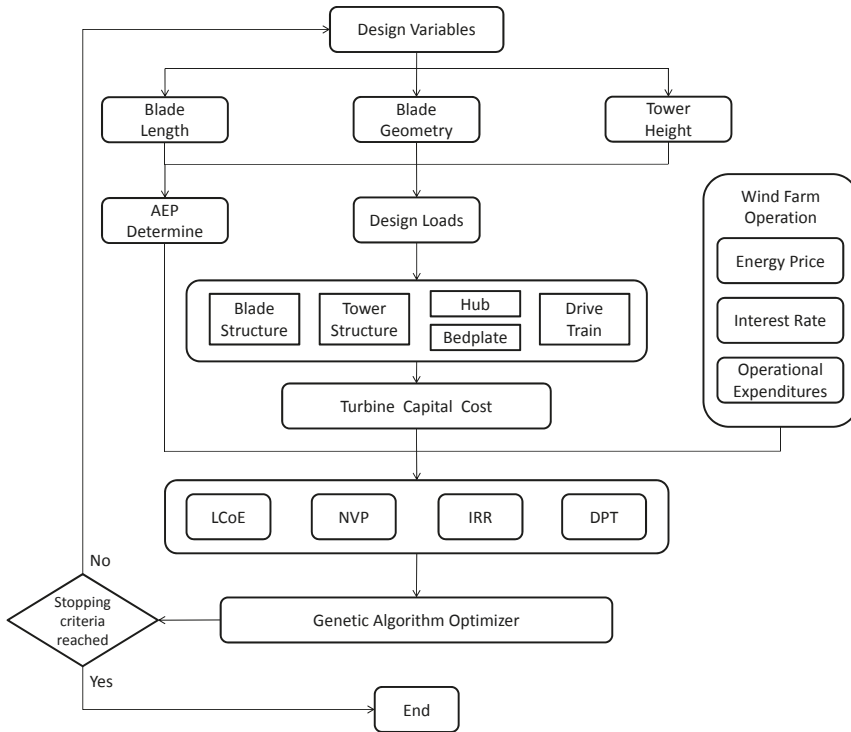 Design Variables
Blade
Length
Blade
Geometry
Tower
Height
AEP
Determine
Design Loads
Wind Farm
Operation
Energy Price
Interest Rate
Operational
Expenditures
Blade
Structure
Tower
Structure
Hub
Bedplate
Drive
Train
Turbine Capital Cost
LCoE
NVP
IRR
DPT
No
Stopping
criteria
reached
Genetic Algorithm Optimizer
Yes
End